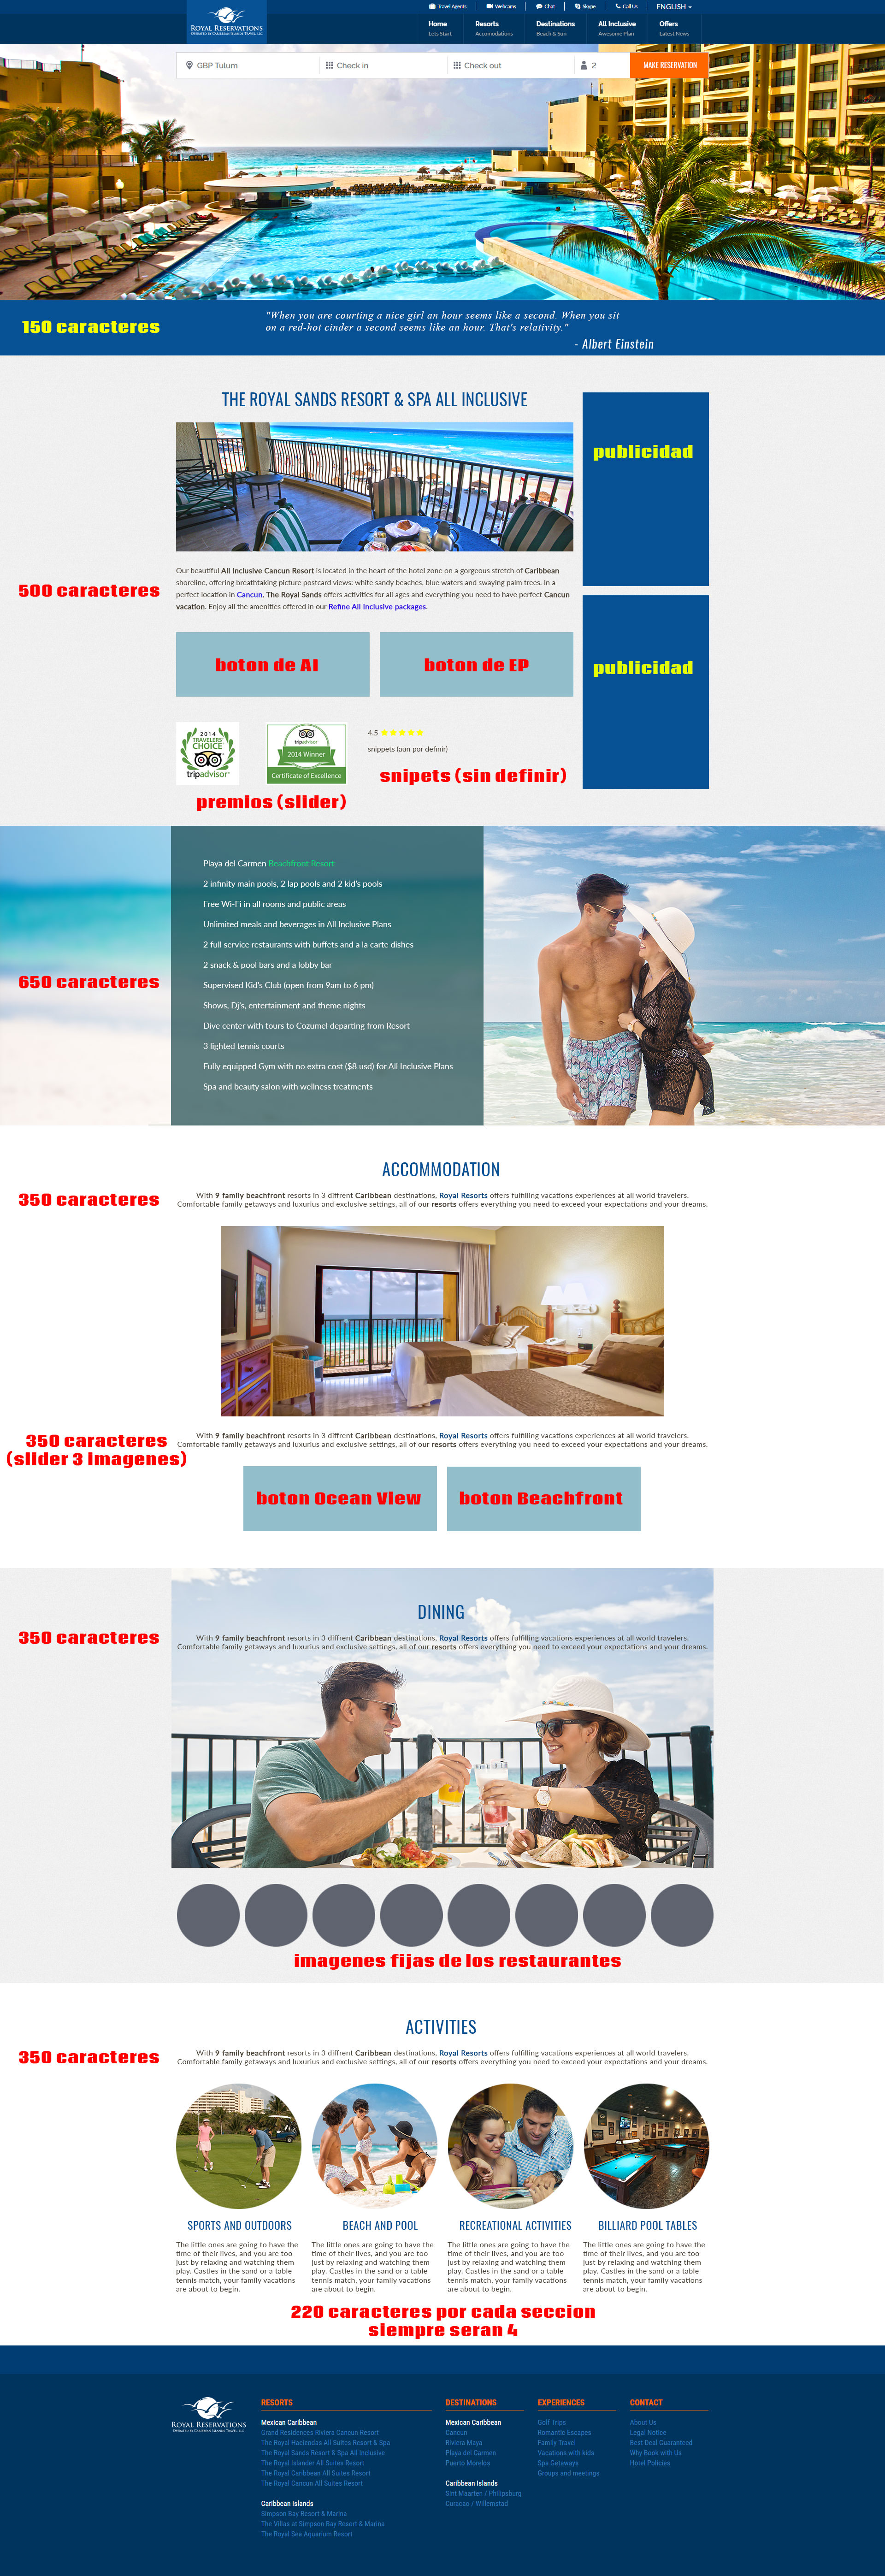 Travel Agents
Webcams
Chat
Skype
Call Us
ENGLISH
ROYAL RESERVATIONS
OPERATED BY CARIBBEAN ISLANDS TRAVEL, LLC
Home
Lets Start
Resorts
Accomodations
Destinations
Beach & Sun
All Inclusive
Awesome Plan
Offers
Latest News
GBP Tulum
Check in
Check out
2
MAKE RESERVATION
150 caracteres
"When you are courting a nice girl an hour seems like a second. When you sit
on a red-hot cinder a second seems like an hour. That's relativity."
- Albert Einstein
THE ROYAL SANDS RESORT & SPA ALL INCLUSIVE
publicidad
500 caracteres
Our beautiful All Inclusive Cancun Resort is located in the heart of the hotel zone on a gorgeous stretch of Caribbean
shoreline, offering breathtaking picture postcard views: white sandy beaches, blue waters and swaying palm trees. In a
perfect location in Cancun. The Royal Sands offers activities for all ages and everything you need to have perfect Cancun
vacation. Enjoy all the amenities offered in our Refine All Inclusive packages.
boton de AI
boton de EP
publicidad
2014
TRAVELERS'
CHOICE
tripadvisor
tripadvisor
2014 Winner
Certificate of Excellence
4.5
snippets (aun por definir)
snipets (sin definir)
premios (slider)
650 caracteres
Playa del Carmen Beachfront Resort
2 infinity main pools, 2 lap pools and 2 kid's pools
Free Wi-Fi in all rooms and public areas
Unlimited meals and beverages in All Inclusive Plans
2 full service restaurants with buffets and a la carte dishes
2 snack & pool bars and a lobby bar
Supervised Kid's Club (open from 9am to 6 pm)
Shows, Dj's, entertainment and theme nights
Dive center with tours to Cozumel departing from Resort
3 lighted tennis courts
Fully equipped Gym with no extra cost ($8 usd) for All Inclusive Plans
Spa and beauty salon with wellness treatments
ACCOMMODATION
350 caracteres
With 9 family beachfront resorts in 3 diffrent Caribbean destinations, Royal Resorts offers fulfilling vacations experiences at all world travelers.
Comfortable family getaways and luxurius and exclusive settings, all of our resorts offers everything you need to exceed your expectations and your dreams.
350 caracteres
(slider 3 imagenes)
With 9 family beachfront resorts in 3 diffrent Caribbean destinations, Royal Resorts offers fulfilling vacations experiences at all world travelers.
Comfortable family getaways and luxurius and exclusive settings, all of our resorts offers everything you need to exceed your expectations and your dreams.
boton Ocean View
boton Beachfront
DINING
350 caracteres
With 9 family beachfront resorts in 3 diffrent Caribbean destinations, Royal Resorts offers fulfilling vacations experiences at all world travelers.
Comfortable family getaways and luxurius and exclusive settings, all of our resorts offers everything you need to exceed your expectations and your dreams.
imagenes fijas de los restaurantes
ACTIVITIES
350 caracteres
With 9 family beachfront resorts in 3 diffrent Caribbean destinations, Royal Resorts offers fulfilling vacations experiences at all world travelers.
Comfortable family getaways and luxurius and exclusive settings, all of our resorts offers everything you need to exceed your expectations and your dreams.
SPORTS AND OUTDOORS
The little ones are going to have the
time of their lives, and you are too
just by relaxing and watching them
play. Castles in the sand or a table
tennis match, your family vacations
are about to begin.
BEACH AND POOL
The little ones are going to have the
time of their lives, and you are too
just by relaxing and watching them
play. Castles in the sand or a table
tennis match, your family vacations
are about to begin.
RECREATIONAL ACTIVITIES
The little ones are going to have the
time of their lives, and you are too
just by relaxing and watching them
play. Castles in the sand or a table
tennis match, your family vacations
are about to begin.
BILLIARD POOL TABLES
The little ones are going to have the
time of their lives, and you are too
just by relaxing and watching them
play. Castles in the sand or a table
tennis match, your family vacations
are about to begin.
220 caracteres por cada seccion
siempre seran 4
ROYAL RESERVATIONS
OPERATED BY CARIBBEAN ISLANDS TRAVEL, LLC
RESORTS
Mexican Caribbean
Grand Residences Riviera Cancun Resort
The Royal Haciendas All Suites Resort & Spa
The Royal Sands Resort & Spa All Inclusive
The Royal Islander All Suites Resort
The Royal Caribbean All Suites Resort
The Royal Cancun All Suites Resort
Caribbean Islands
Simpson Bay Resort & Marina
The Villas at Simpson Bay Resort & Marina
The Royal Sea Aquarium Resort
DESTINATIONS
Mexican Caribbean
Cancun
Riviera Maya
Playa del Carmen
Puerto Morelos
Caribbean Islands
Sint Maarten / Philipsburg
Curacao / Willemstad
EXPERIENCES
Golf Trips
Romantic Escapes
Family Travel
Vacations with kids
Spa Getaways
Groups and meetings
CONTACT
About Us
Legal Notice
Best Deal Guaranteed
Why Book with Us
Hotel Policies